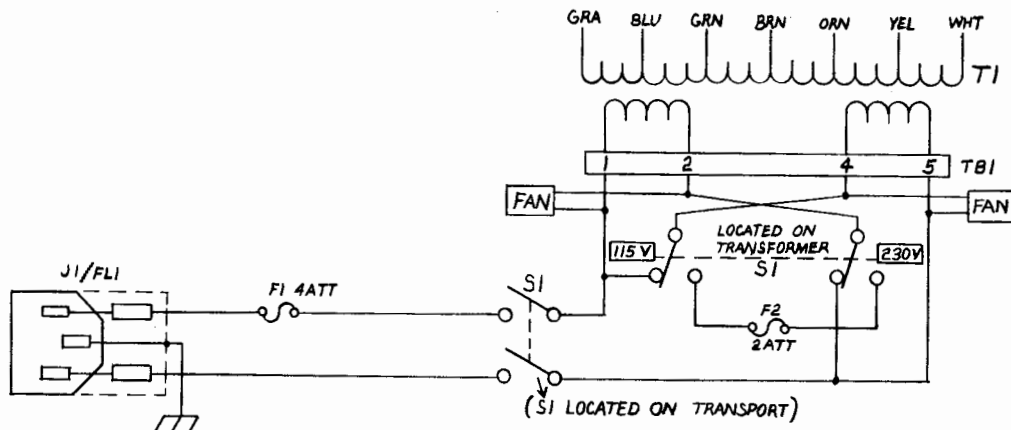 GRA BLU GRN BRN ORN YEL WHT
T1
1 2 4 5 TB1
FAN
FAN
LOCATED ON
TRANSFORMER
115V
S1
230V
J1/FL1
F1 4ATT
S1
F2
2ATT
(S1 LOCATED ON TRANSPORT)